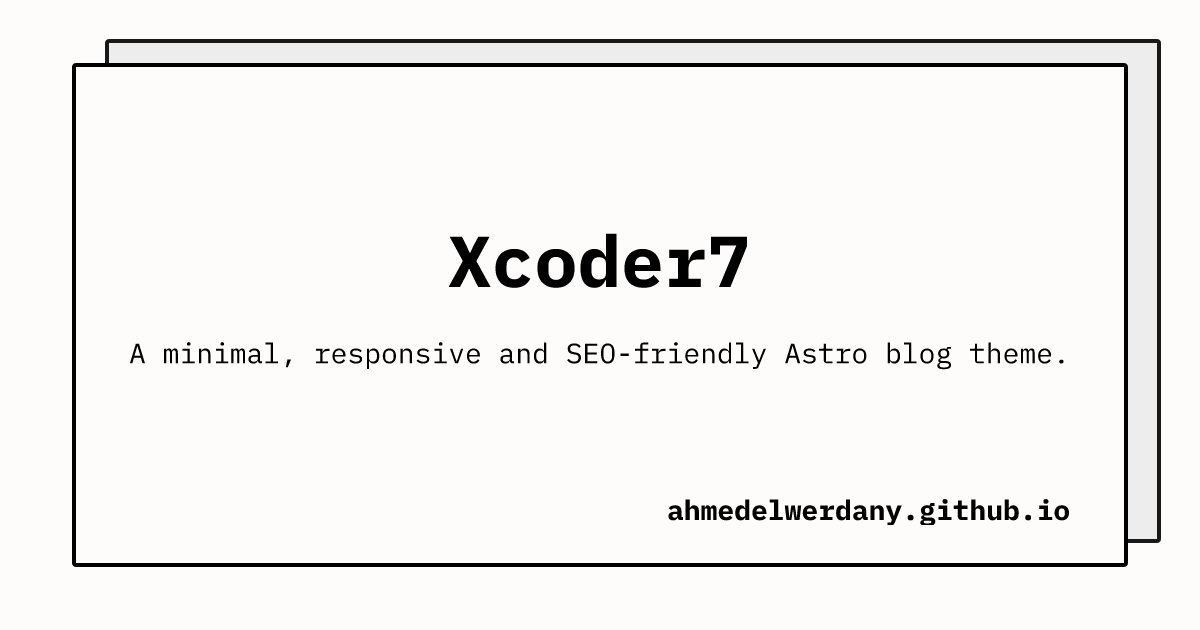 Xcoder7
A minimal, responsive and SEO-friendly Astro blog theme.
ahmedelwerdany.github.io